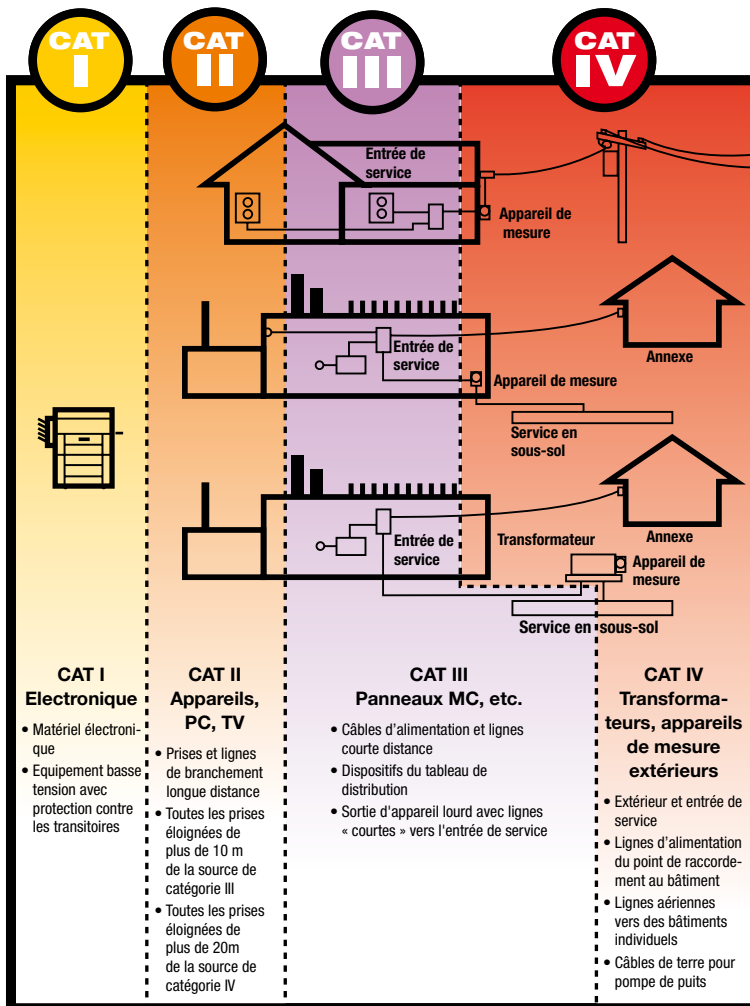 CAT
I
CAT
II
CAT
III
CAT
IV
Entrée de
service
Appareil de
mesure
Entrée de
service
Annexe
Appareil de mesure
Service en
sous-sol
Entrée de
service
Transformateur
Annexe
Appareil de
mesure
Service en sous-sol
CAT I
Electronique
• Matériel électroni-
que
• Equipement basse
tension avec
protection contre
les transitoires
CAT II
Appareils,
PC, TV
• Prises et lignes
de branchement
longue distance
• Toutes les prises
éloignées de
plus de 10 m
de la source de
catégorie III
• Toutes les prises
éloignées de
plus de 20m
de la source de
catégorie IV
CAT III
Panneaux MC, etc.
• Câbles d'alimentation et lignes
courte distance
• Dispositifs du tableau de
distribution
• Sortie d'appareil lourd avec lignes
« courtes » vers l'entrée de service
CAT IV
Transforma-
teurs, appareils
de mesure
extérieurs
• Extérieur et entrée de
service
• Lignes d'alimentation
du point de raccorde-
ment au bâtiment
• Lignes aériennes
vers des bâtiments
individuels
• Câbles de terre pour
pompe de puits